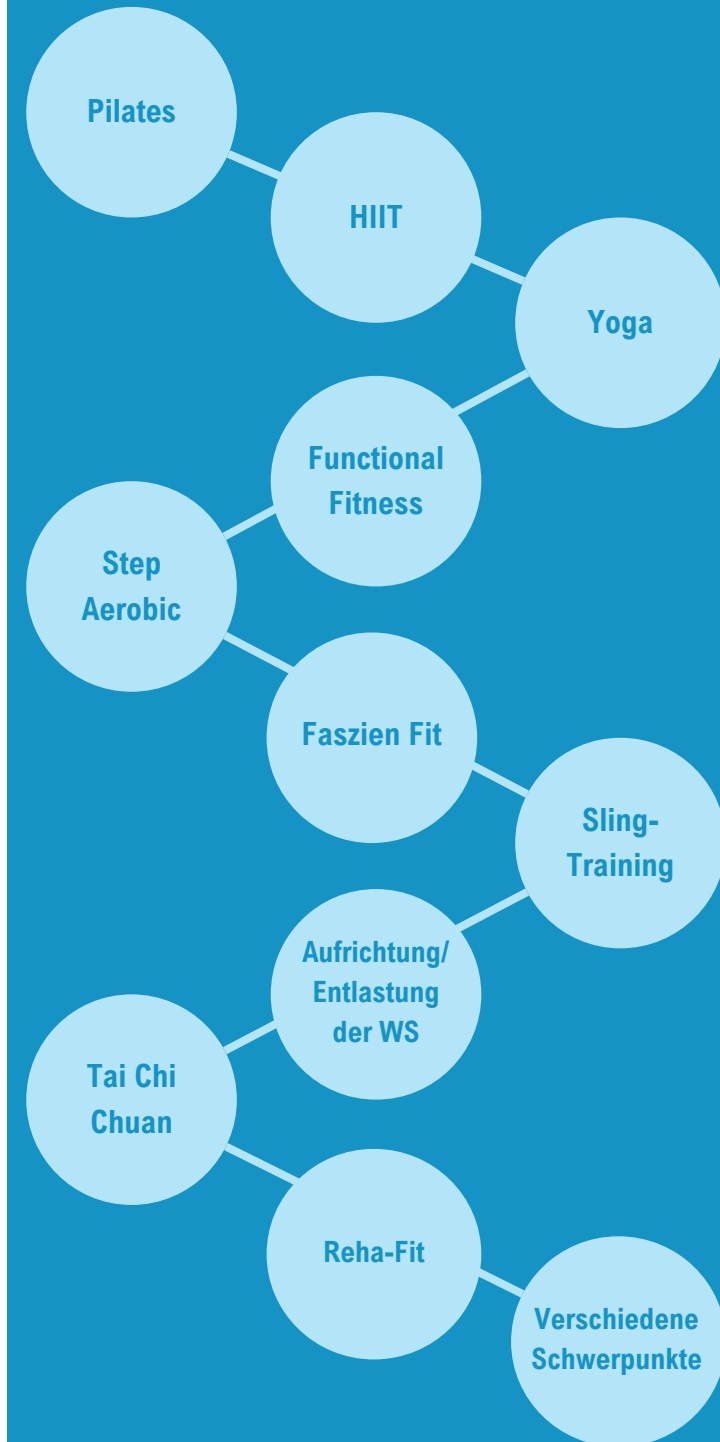 Pilates
HIIT
Yoga
Functional
Fitness
Step
Aerobic
Faszien Fit
Sling-
Training
Aufrichtung/
Entlastung
der WS
Tai Chi
Chuan
Reha-Fit
Verschiedene
Schwerpunkte